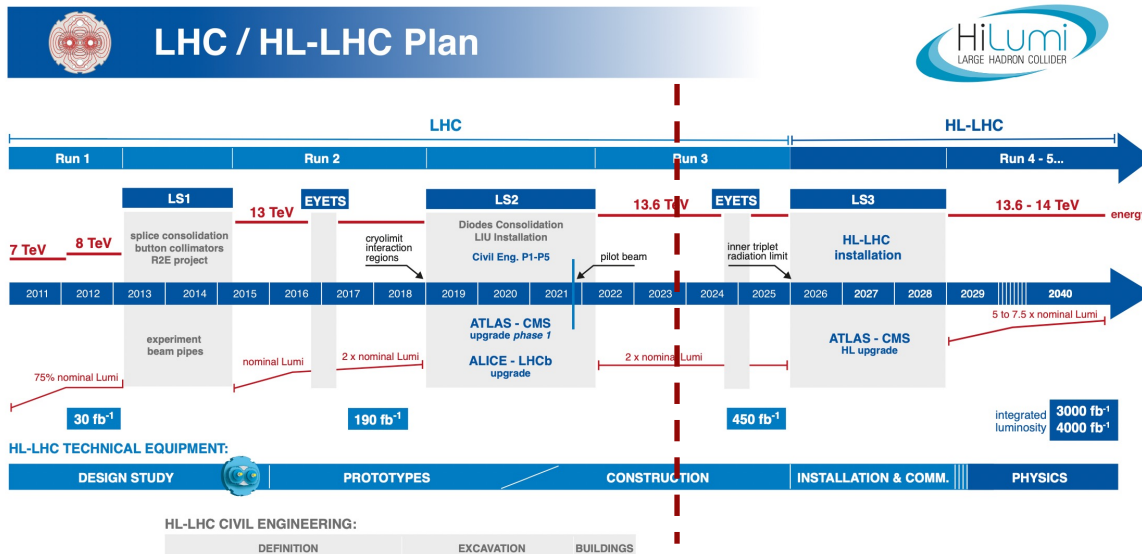 LHC / HL-LHC Plan
HiLumi
LARGE HADRON COLLIDER
LHC
HL-LHC
Run 1
Run 2
Run 3
Run 4 - 5...
LS1
EYETS
LS2
EYETS
LS3
13 TeV
13.6 TeV
13.6 - 14 TeV
energy
7 TeV
8 TeV
splice consolidation
button collimators
R2E project
cryolimit
interaction
regions
Diodes Consolidation
LIU Installation
Civil Eng. P1-P5
pilot beam
inner triplet
radiation limit
HL-LHC
installation
2011
2012
2013
2014
2015
2016
2017
2018
2019
2020
2021
2022
2023
2024
2025
2026
2027
2028
2029
2040
experiment
beam pipes
ATLAS - CMS
upgrade phase 1
ALICE - LHCb
upgrade
ATLAS - CMS
HL upgrade
5 to 7.5 x nominal Lumi
75% nominal Lumi
nominal Lumi
2 x nominal Lumi
2 x nominal Lumi
30 fb-1
190 fb-1
450 fb-1
integrated
luminosity
3000 fb-1
4000 fb-1
HL-LHC TECHNICAL EQUIPMENT:
DESIGN STUDY
PROTOTYPES
CONSTRUCTION
INSTALLATION & COMM.
PHYSICS
HL-LHC CIVIL ENGINEERING:
DEFINITION
EXCAVATION
BUILDINGS